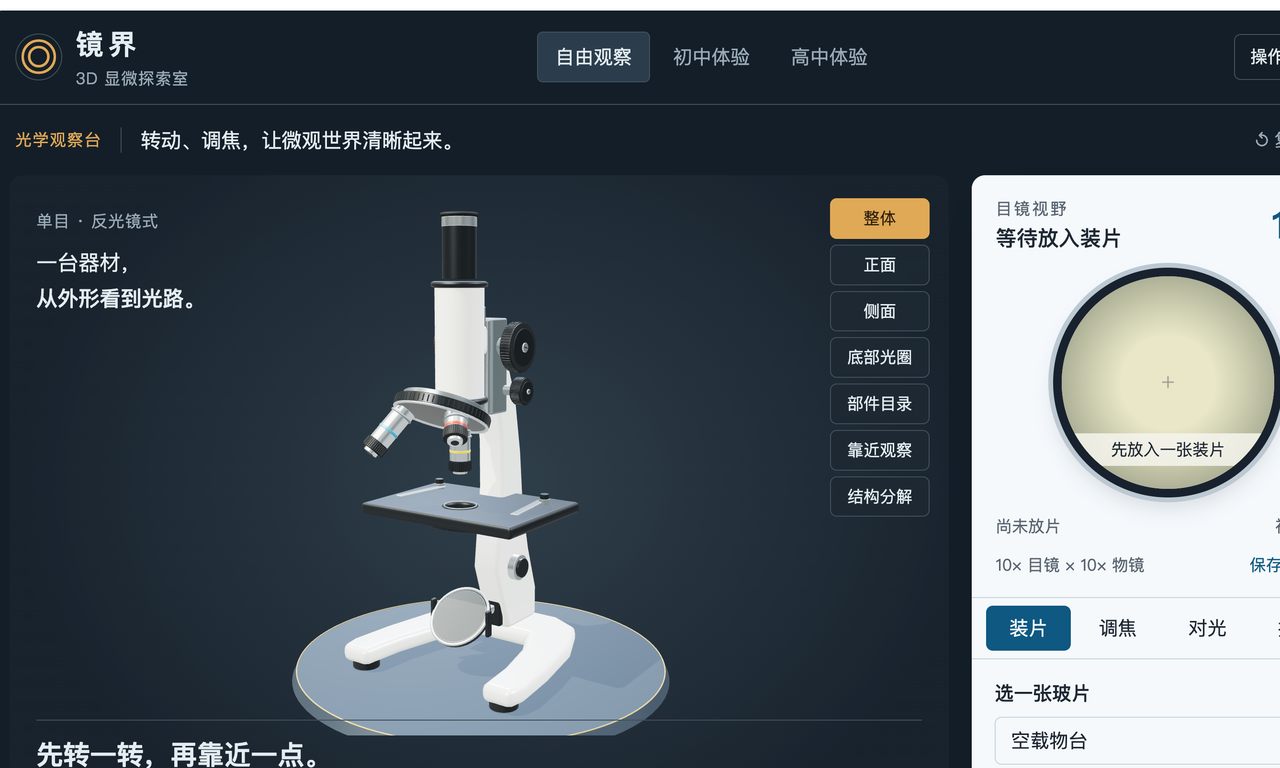 镜界
3D 显微探索室
自由观察
初中体验
高中体验
操作
光学观察台
转动、调焦，让微观世界清晰起来。
单目 · 反光镜式
一台器材，
从外形看到光路。
整体
正面
侧面
底部光圈
部件目录
靠近观察
结构分解
先转一转，再靠近一点。
目镜视野
等待放入装片
先放入一张装片
尚未放片
10× 目镜 × 10× 物镜
保存
装片
调焦
对光
选一张玻片
空载物台